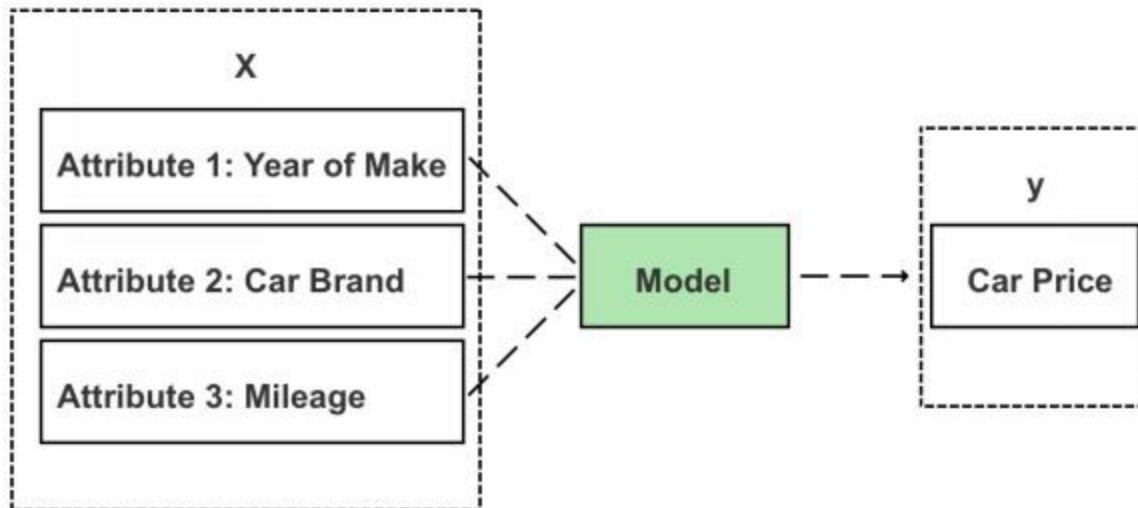 X
Attribute 1: Year of Make
Attribute 2: Car Brand
Attribute 3: Mileage
Model
y
Car Price